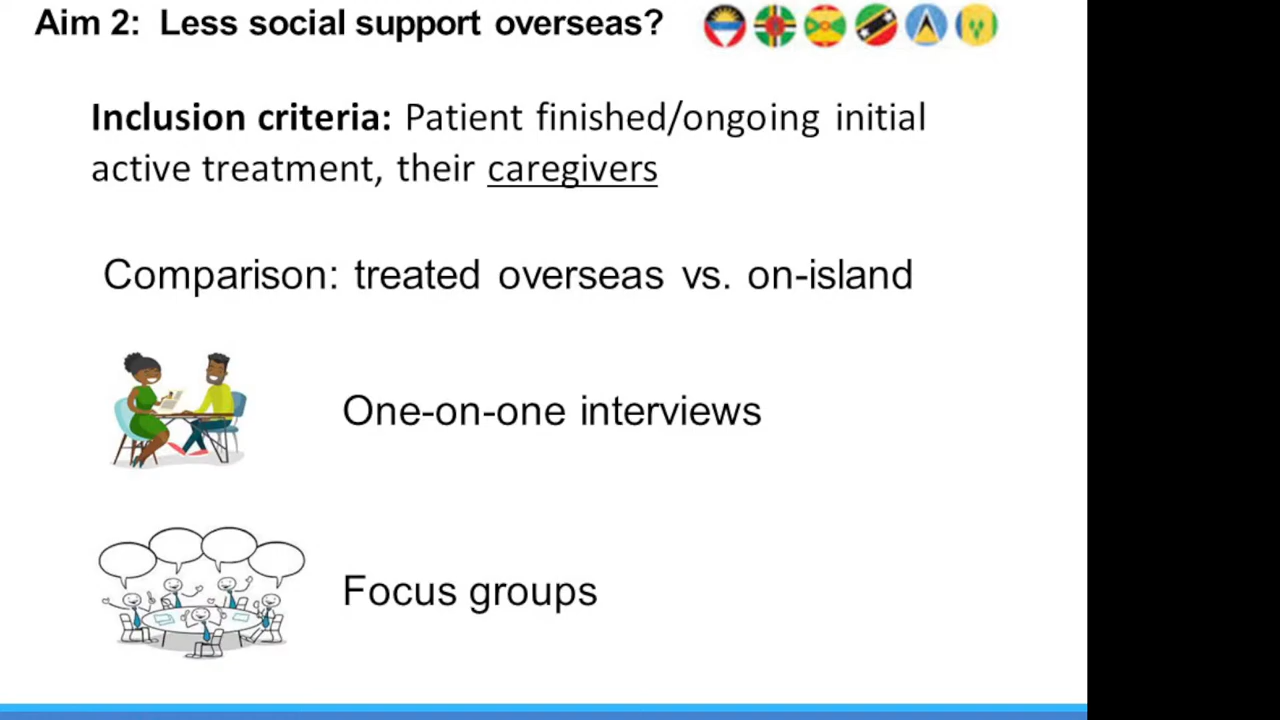 Aim 2: Less social support overseas?
Inclusion criteria: Patient finished/ongoing initial
active treatment, their caregivers
Comparison: treated overseas vs. on-island
One-on-one interviews
Focus groups